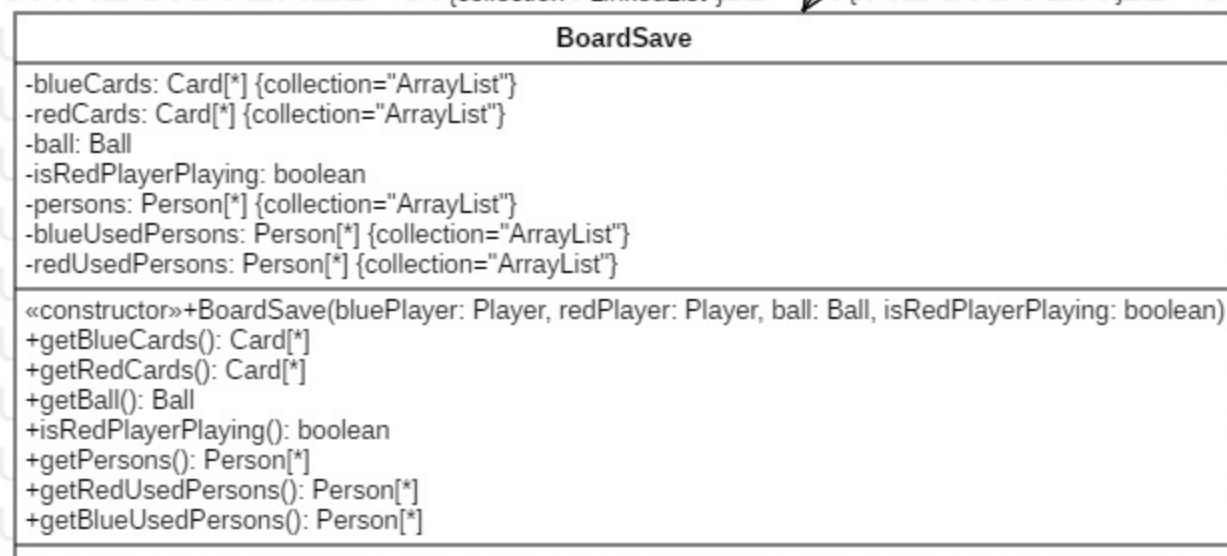 BoardSave
-blueCards: Card[*] {collection="ArrayList"}
-redCards: Card[*] {collection="ArrayList"}
-ball: Ball
-isRedPlayerPlaying: boolean
-persons: Person[*] {collection="ArrayList"}
-blueUsedPersons: Person[*] {collection="ArrayList"}
-redUsedPersons: Person[*] {collection="ArrayList"}
«constructor»+BoardSave(bluePlayer: Player, redPlayer: Player, ball: Ball, isRedPlayerPlaying: boolean)
+getBlueCards(): Card[*]
+getRedCards(): Card[*]
+getBall(): Ball
+isRedPlayerPlaying(): boolean
+getPersons(): Person[*]
+getRedUsedPersons(): Person[*]
+getBlueUsedPersons(): Person[*]